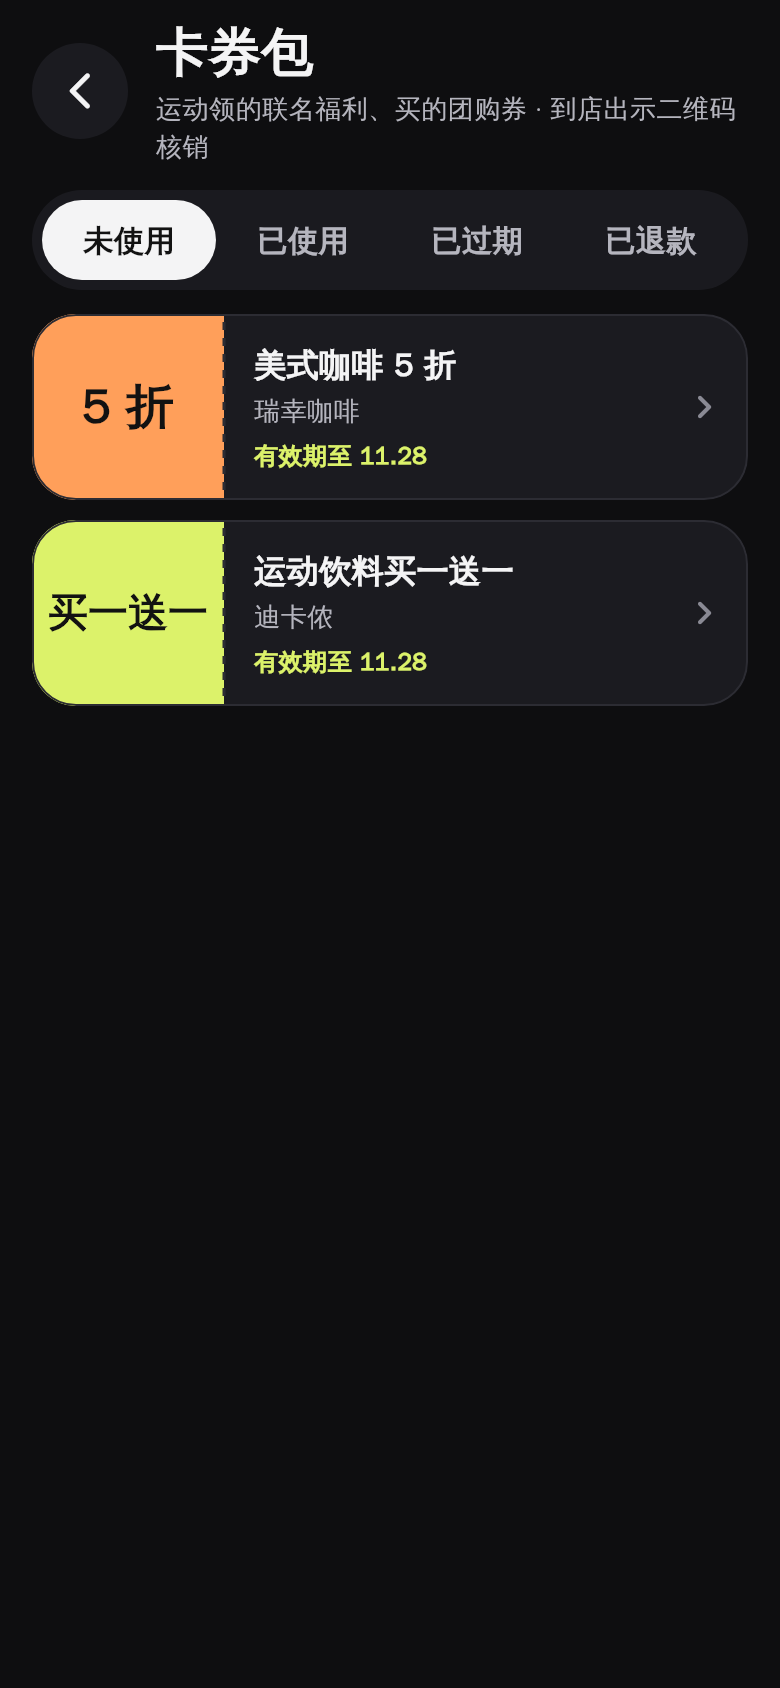 卡券包
运动领的联名福利、买的团购券 · 到店出示二维码
核销
未使用 已使用 已过期 已退款
5 折
美式咖啡 5 折
瑞幸咖啡
有效期至 11.28
买一送一
运动饮料买一送一
迪卡侬
有效期至 11.28